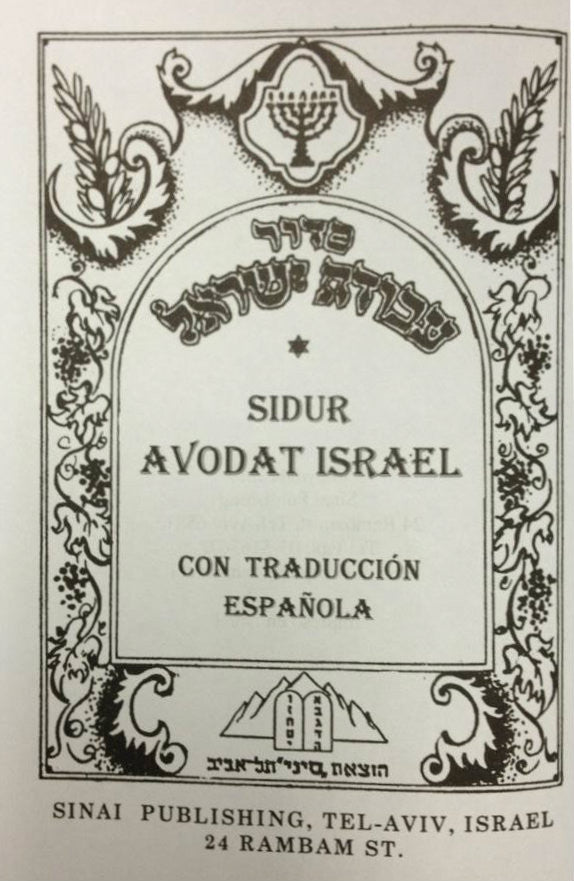 סדור
עבודת ישראל
SIDUR
AVODAT ISRAEL
CON TRADUCCIÓN
ESPAÑOLA
א ו
ב ז
ג ח
ד ט
ה י
הוצאת „סיני" תל-אביב
SINAI PUBLISHING, TEL-AVIV, ISRAEL
24 RAMBAM ST.